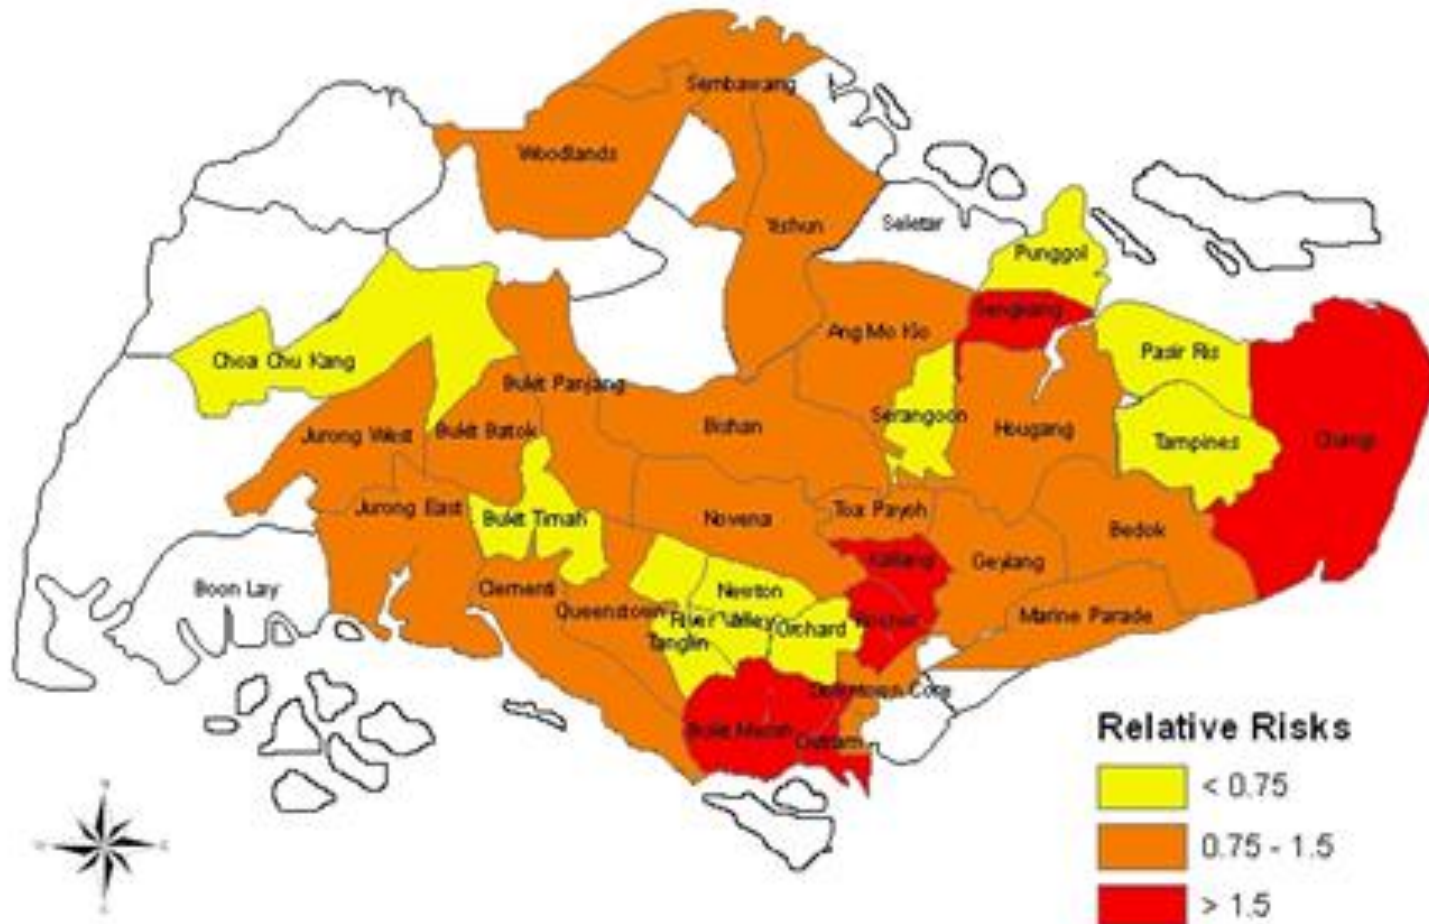 Sembawang
Woodlands
Yishun
Seletar
Punggol
Sengkang
Ang Mo Kio
Pasir Ris
Choa Chu Kang
Bukit Panjang
Serangoon
Jurong West
Bukit Batok
Bishan
Hougang
Tampines
Changi
Jurong East
Bukit Timah
Novena
Toa Payoh
Bedok
Kallang
Geylang
Boon Lay
Clementi
Newton
Queenstown
River Valley
Orchard
Rochor
Marine Parade
Tanglin
Downtown Core
Bukit Merah
Outram
Relative Risks
< 0.75
0.75 - 1.5
> 1.5